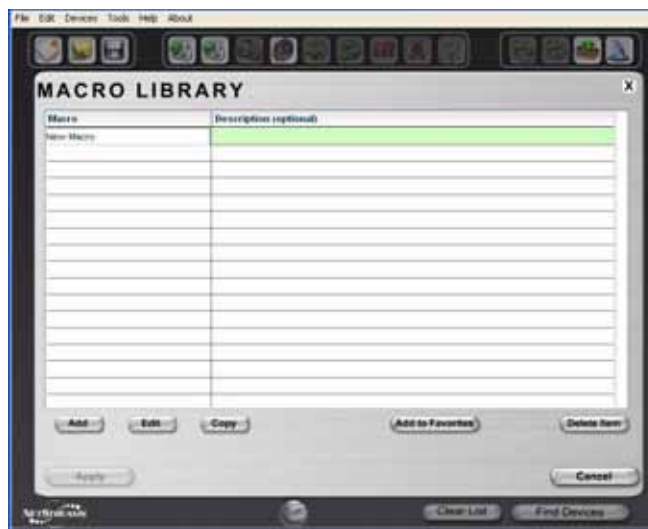 File Edit Devices Tools Help About
MACRO LIBRARY
X
Macro Description (optional)
New Macro
Add Edit Copy Add to Favorites Delete Item
Apply Cancel
NetStreams Clear List Find Devices